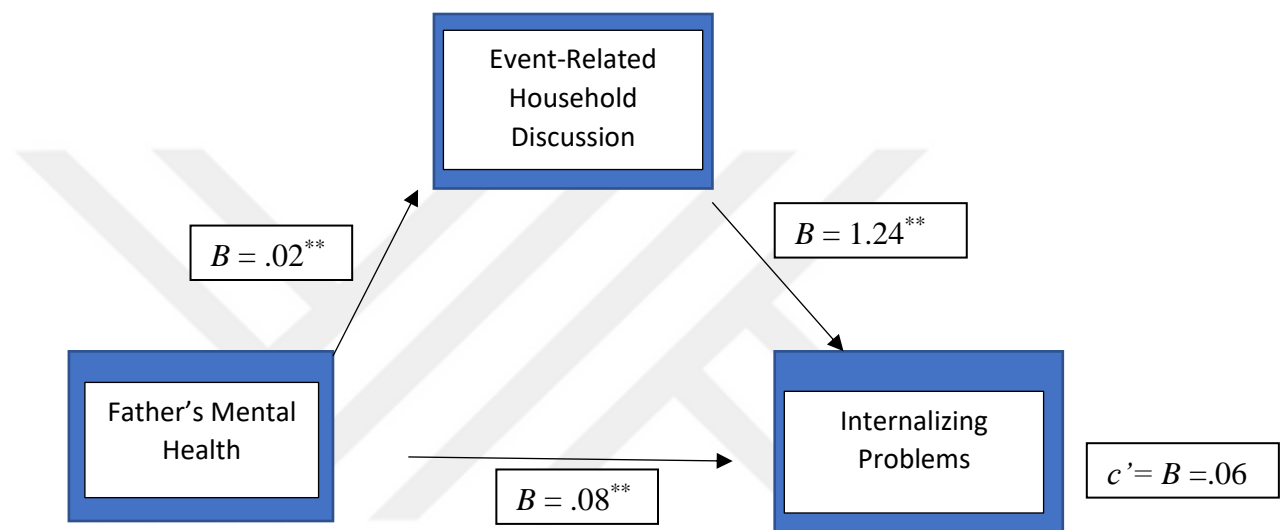 Event-Related
Household
Discussion
B = .02**
B = 1.24**
Father’s Mental
Health
Internalizing
Problems
B = .08**
c’= B =.06